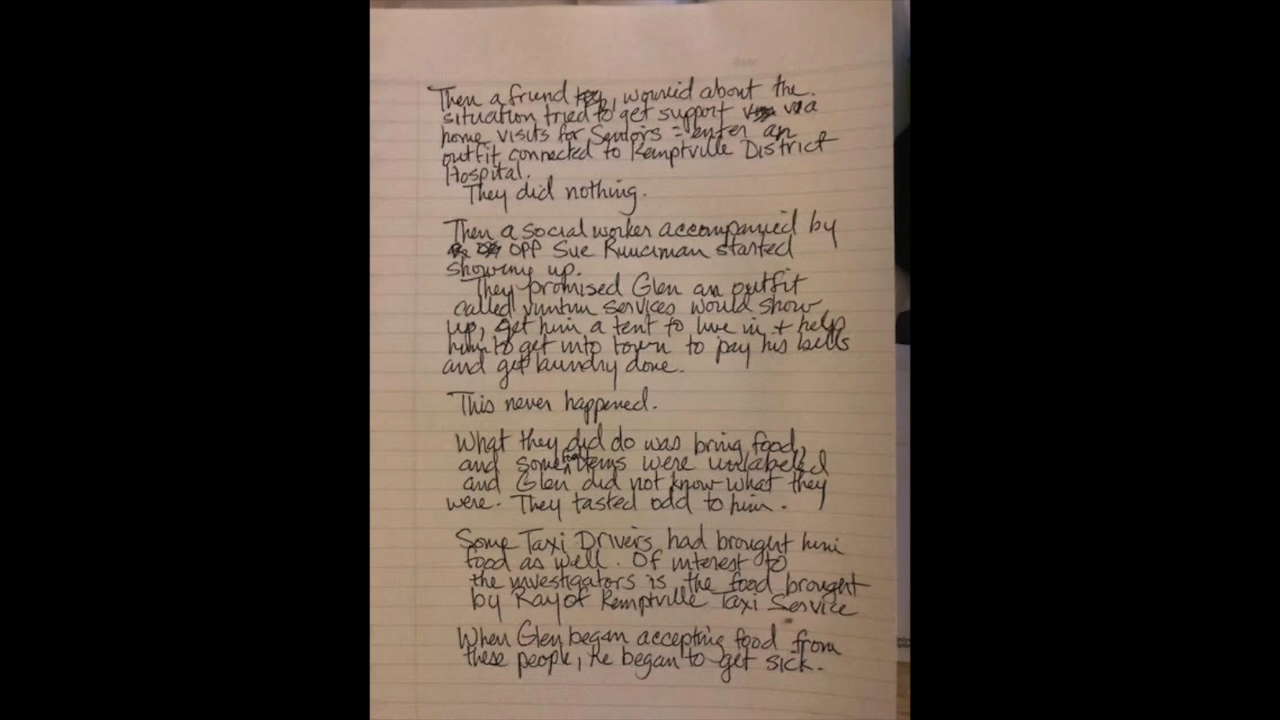 Then a friend, worried about the
situation tried to get support via
home visits for Seniors = enter an
outfit connected to Kemptville District
Hospital.
They did nothing.
Then a social worker accompanied by
OPP Sue started
showing up.
They promised Glen an outfit
called services would show
up, get him a tent to live in + help
him to get into town to pay his bills
and get laundry done.
This never happened.
What they did do was bring food,
and some food items were unlabeled
and Glen did not know what they
were. They tasted odd to him.
Some Taxi Drivers had brought him
food as well. Of interest to
the investigators is the food brought
by Ray of Kemptville Taxi Service
When Glen began accepting food from
these people, he began to get sick.